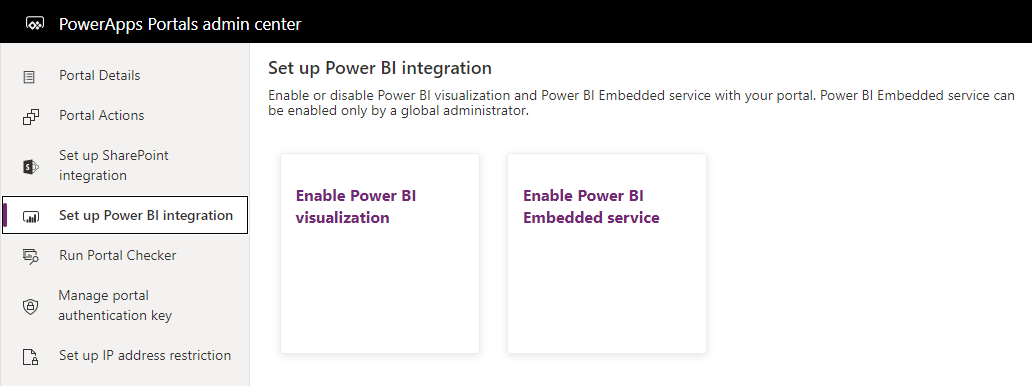 PowerApps Portals admin center
Portal Details
Portal Actions
Set up SharePoint
integration
Set up Power BI integration
Run Portal Checker
Manage portal
authentication key
Set up IP address restriction
Set up Power BI integration
Enable or disable Power BI visualization and Power BI Embedded service with your portal. Power BI Embedded service can
be enabled only by a global administrator.
Enable Power BI
visualization
Enable Power BI
Embedded service